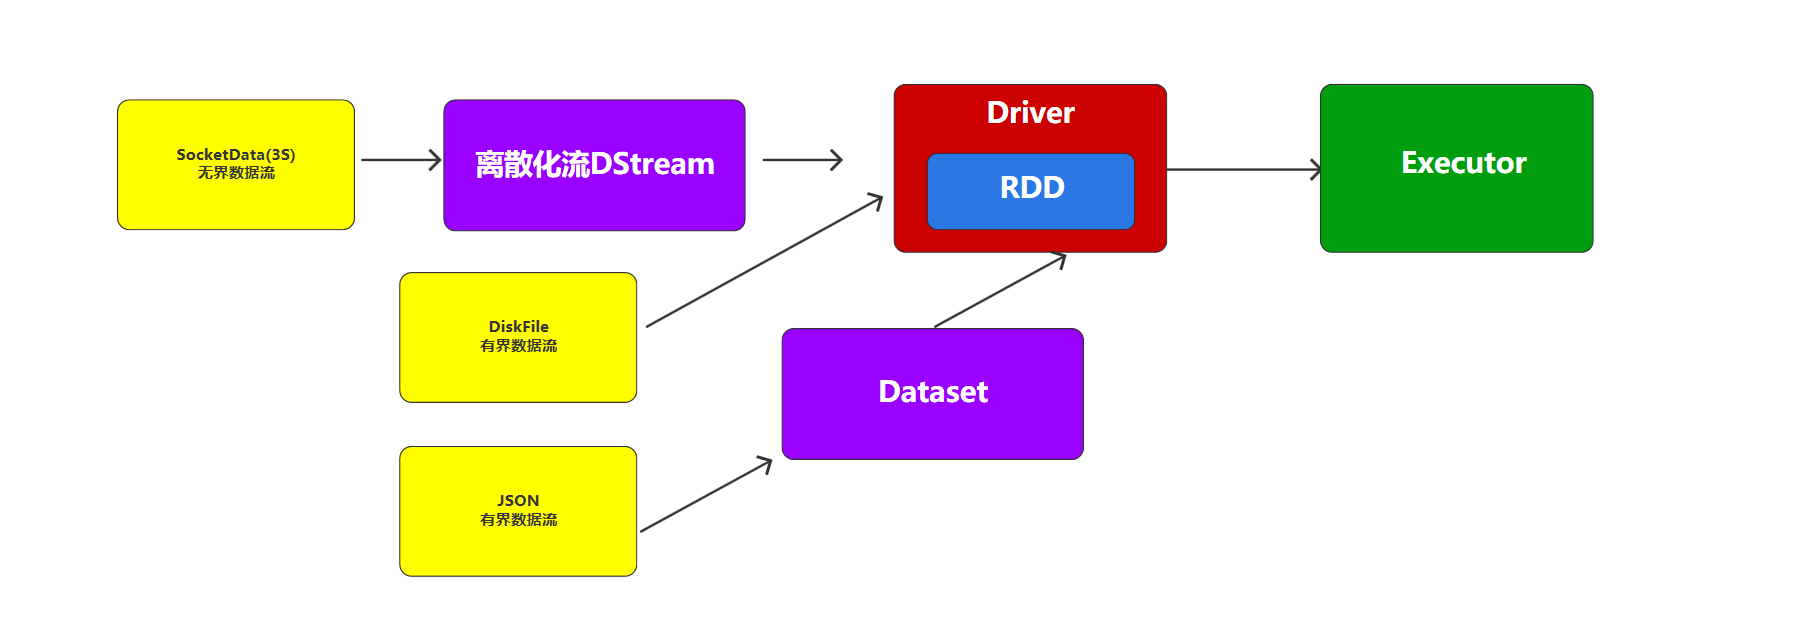 SocketData(3S)
无界数据流
离散化流DStream
Driver
RDD
Executor
DiskFile
有界数据流
Dataset
JSON
有界数据流